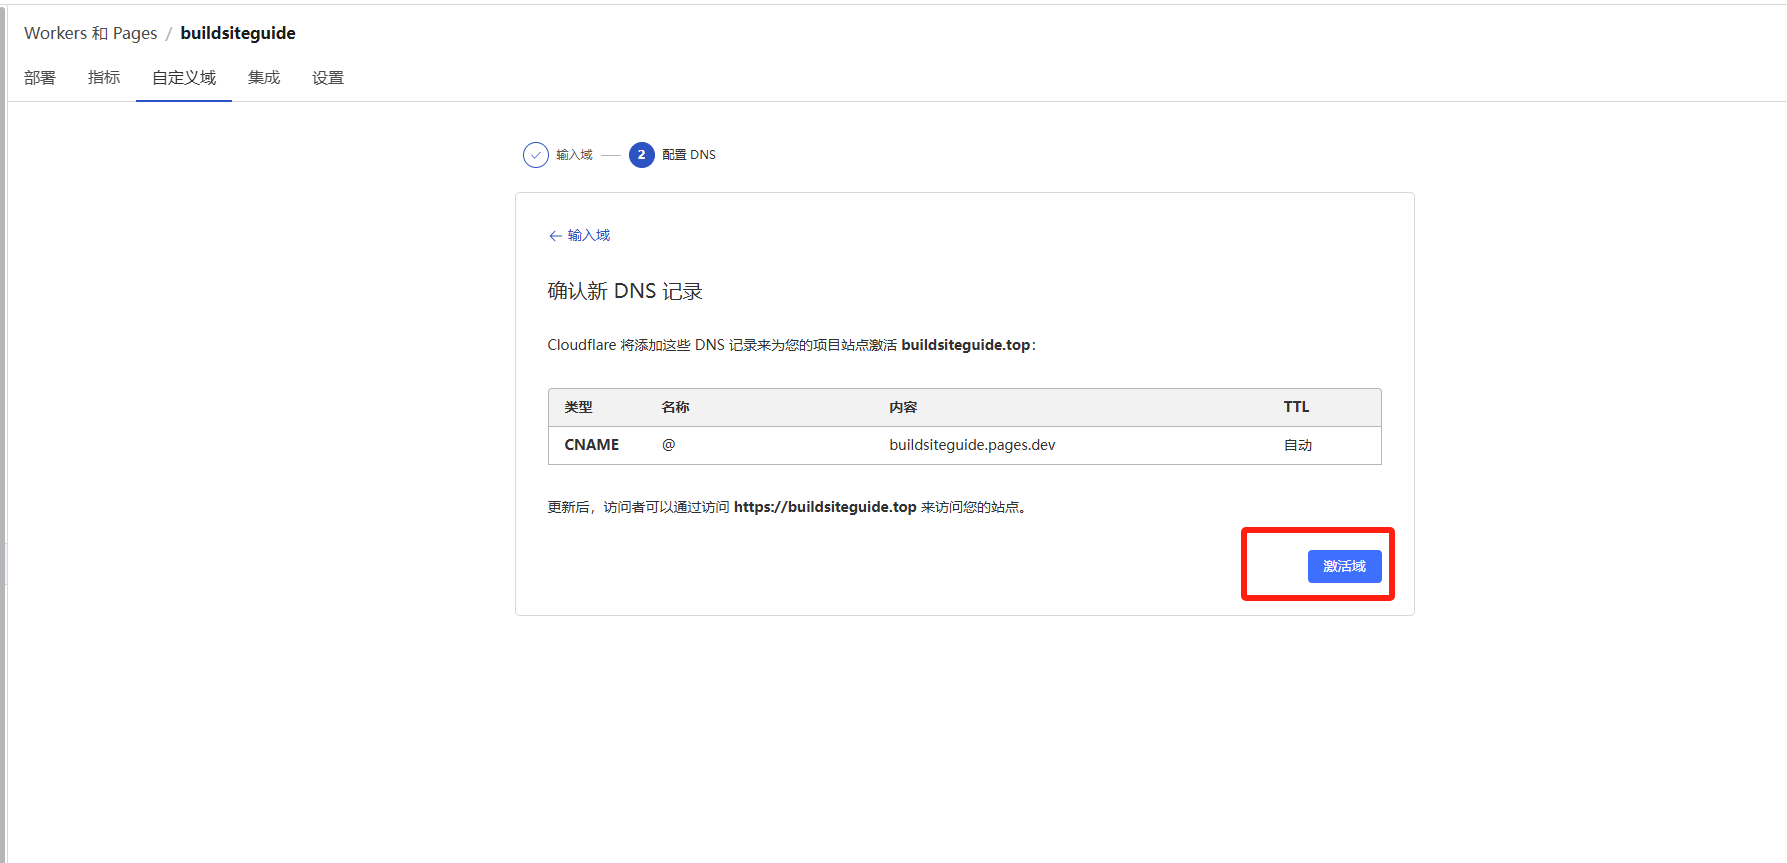 Workers 和 Pages / buildsiteguide
部署 指标 自定义域 集成 设置
输入域 2 配置 DNS
← 输入域
确认新 DNS 记录
Cloudflare 将添加这些 DNS 记录来为您的项目站点激活 buildsiteguide.top：
类型 名称 内容 TTL
CNAME @ buildsiteguide.pages.dev 自动
更新后，访问者可以通过访问 https://buildsiteguide.top 来访问您的站点。
激活域